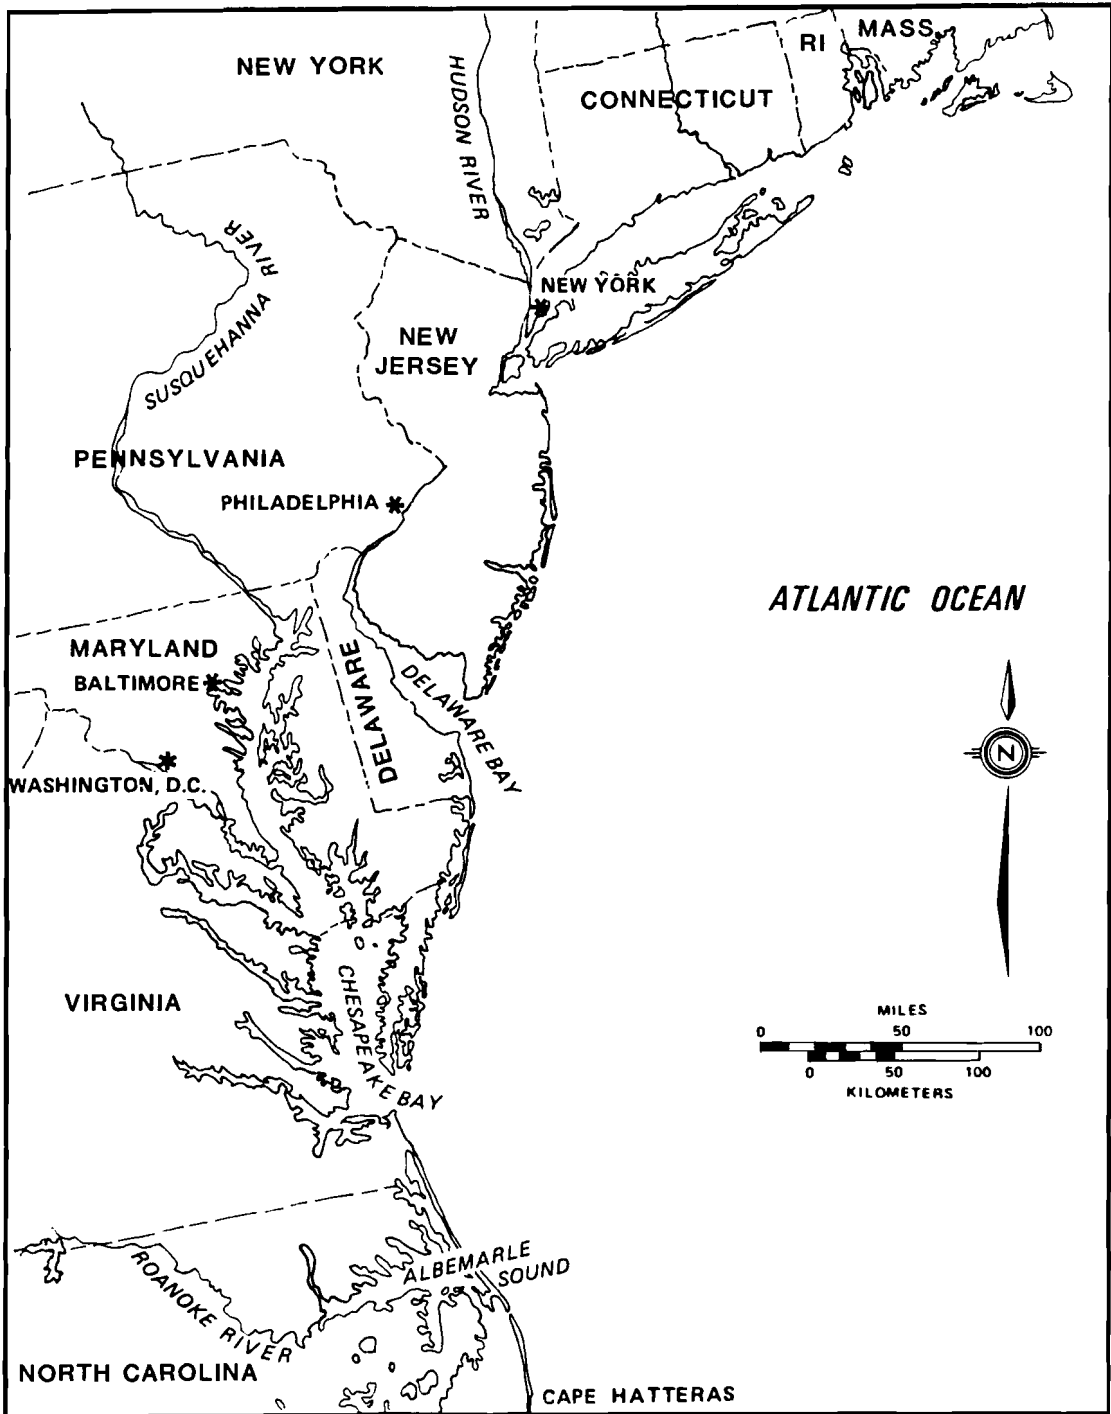 NEW YORK
HUDSON RIVER
CONNECTICUT
RI
MASS.
SUSQUEHANNA RIVER
NEW YORK
NEW
JERSEY
PENNSYLVANIA
PHILADELPHIA
ATLANTIC OCEAN
MARYLAND
BALTIMORE
DELAWARE
DELAWARE BAY
WASHINGTON, D.C.
N
VIRGINIA
CHESAPEAKE BAY
MILES
0 50 100
0 50 100
KILOMETERS
ALBEMARLE
SOUND
ROANOKE RIVER
NORTH CAROLINA
CAPE HATTERAS